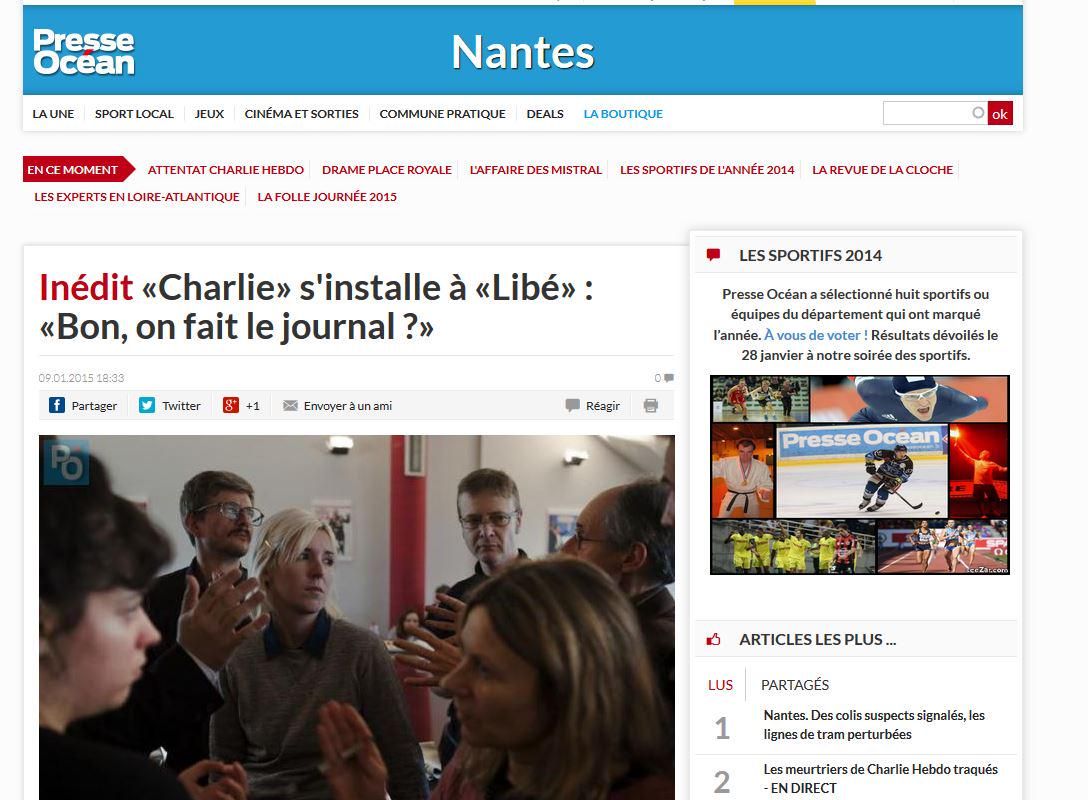 Presse
Océan
Nantes
LA UNE
SPORT LOCAL
JEUX
CINÉMA ET SORTIES
COMMUNE PRATIQUE
DEALS
LA BOUTIQUE
ok
EN CE MOMENT
ATTENTAT CHARLIE HEBDO
DRAME PLACE ROYALE
L'AFFAIRE DES MISTRAL
LES SPORTIFS DE L'ANNÉE 2014
LA REVUE DE LA CLOCHE
LES EXPERTS EN LOIRE-ATLANTIQUE
LA FOLLE JOURNÉE 2015
Inédit «Charlie» s'installe à «Libé» :
«Bon, on fait le journal ?»
09.01.2015 18:33
0
Partager
Twitter
g+ +1
Envoyer à un ami
Réagir
PO
LES SPORTIFS 2014
Presse Océan a sélectionné huit sportifs ou
équipes du département qui ont marqué
l'année. À vous de voter ! Résultats dévoilés le
28 janvier à notre soirée des sportifs.
Presse Océan
ARTICLES LES PLUS ...
LUS
PARTAGÉS
1
Nantes. Des colis suspects signalés, les
lignes de tram perturbées
2
Les meurtriers de Charlie Hebdo traqués
- EN DIRECT